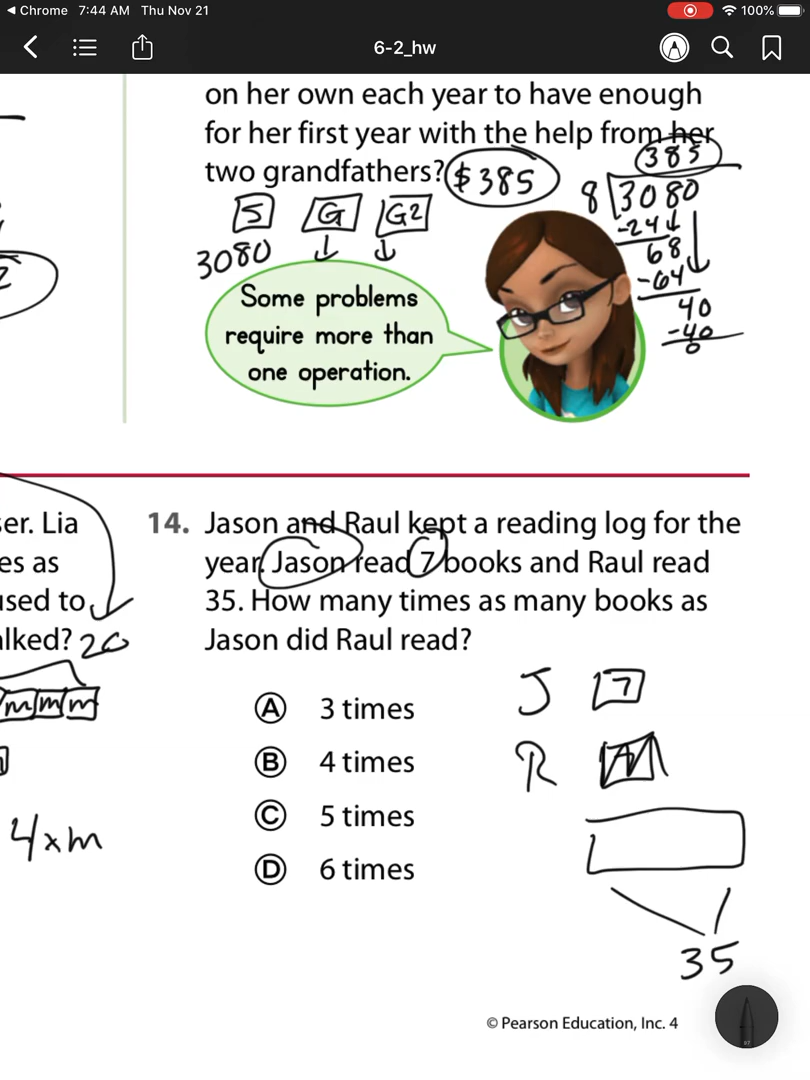 Chrome 7:44 AM Thu Nov 21 100%
6-2_hw
on her own each year to have enough
for her first year with the help from her
two grandfathers? $385
385
8 3080
-24
68
-64
40
-40
0
S G G2
3080
Some problems
require more than
one operation.
er. Lia
es as
used to
alked? 20
m m m
4 x m
14. Jason and Raul kept a reading log for the
year. Jason read 7 books and Raul read
35. How many times as many books as
Jason did Raul read?
A 3 times
B 4 times
C 5 times
D 6 times
J 7
R
35
© Pearson Education, Inc. 4